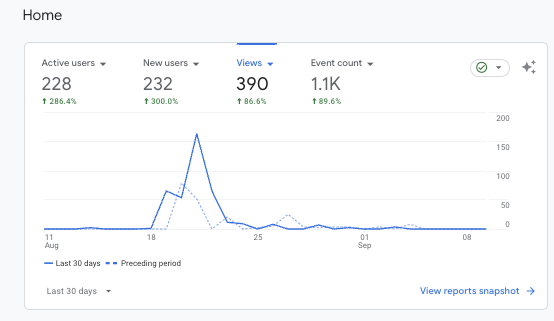 Home
Active users New users Views Event count
228 232 390 1.1K
↑ 286.4% ↑ 300.0% ↑ 86.6% ↑ 89.6%
200
150
100
50
0
11 18 25 01 08
Aug Sep
Last 30 days Preceding period
Last 30 days View reports snapshot →